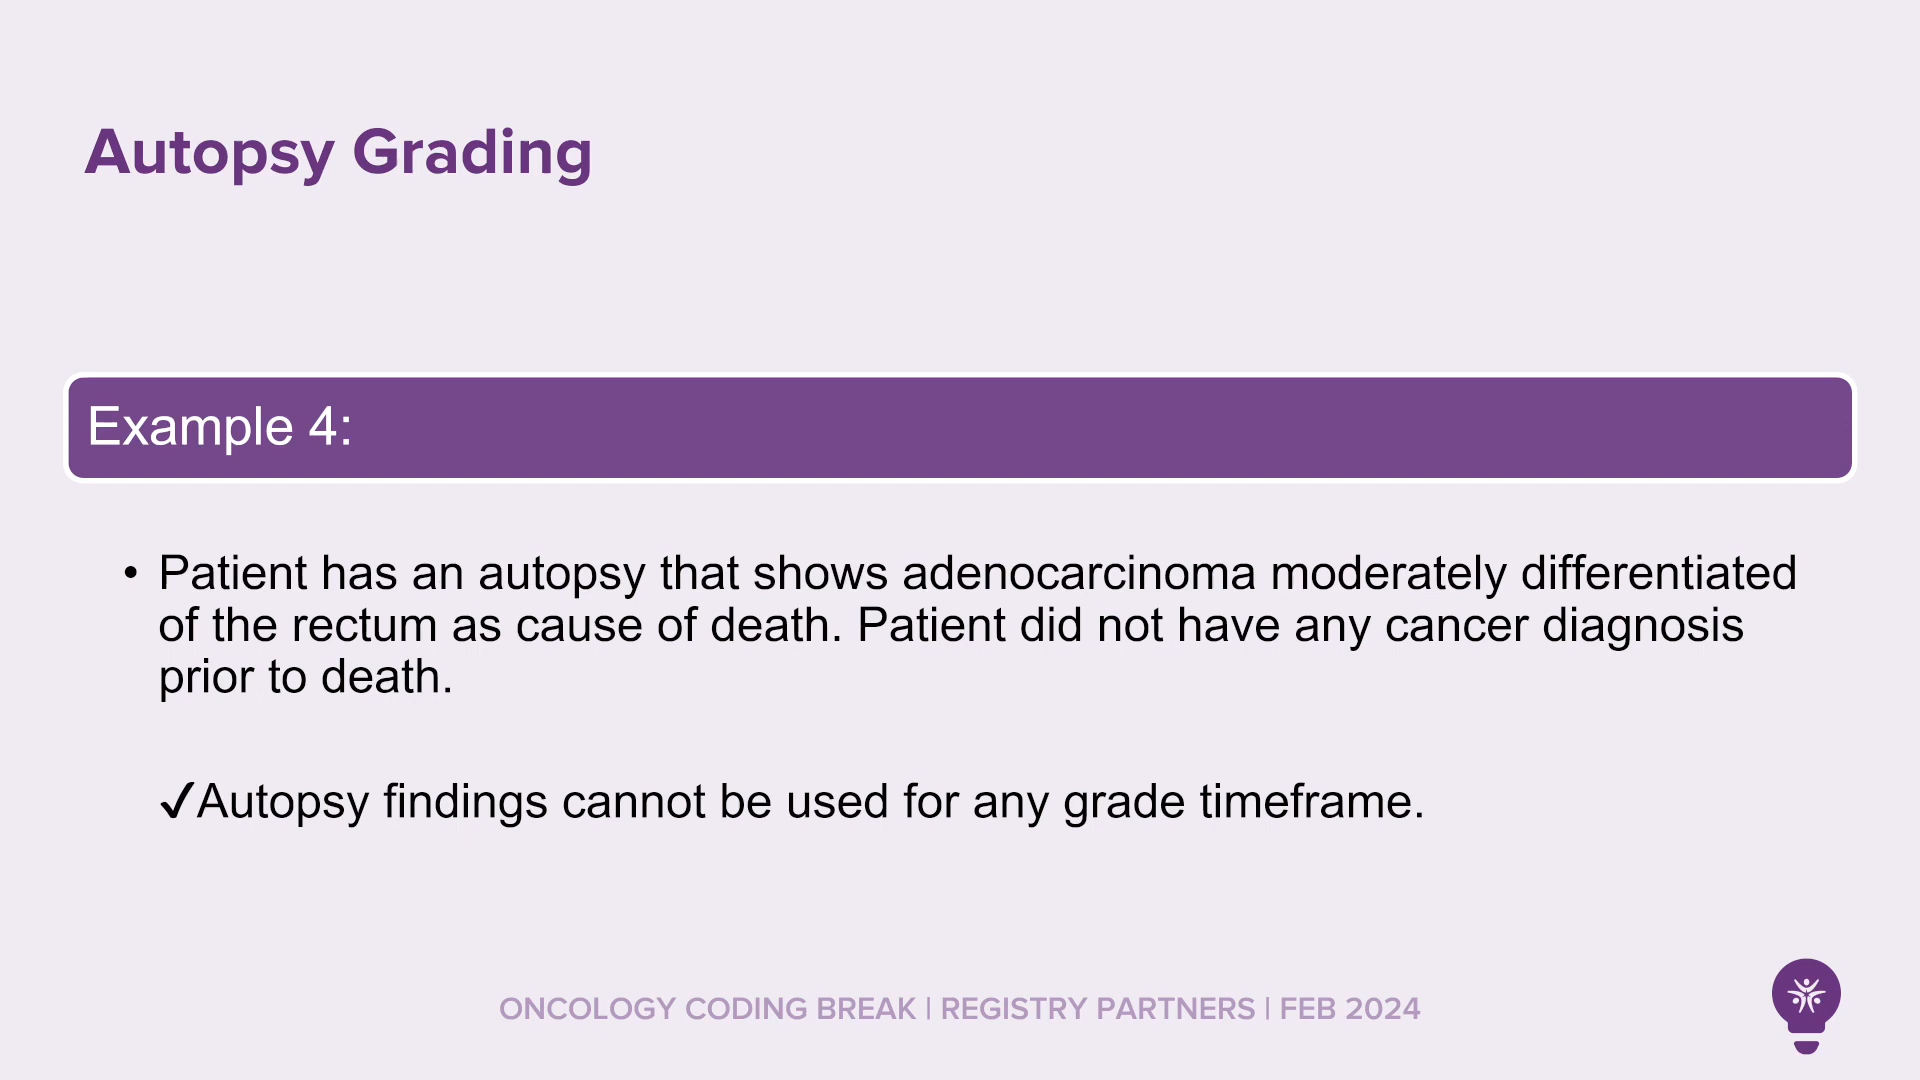 Autopsy Grading
Example 4:
• Patient has an autopsy that shows adenocarcinoma moderately differentiated
of the rectum as cause of death. Patient did not have any cancer diagnosis
prior to death.
✓Autopsy findings cannot be used for any grade timeframe.
ONCOLOGY CODING BREAK | REGISTRY PARTNERS | FEB 2024